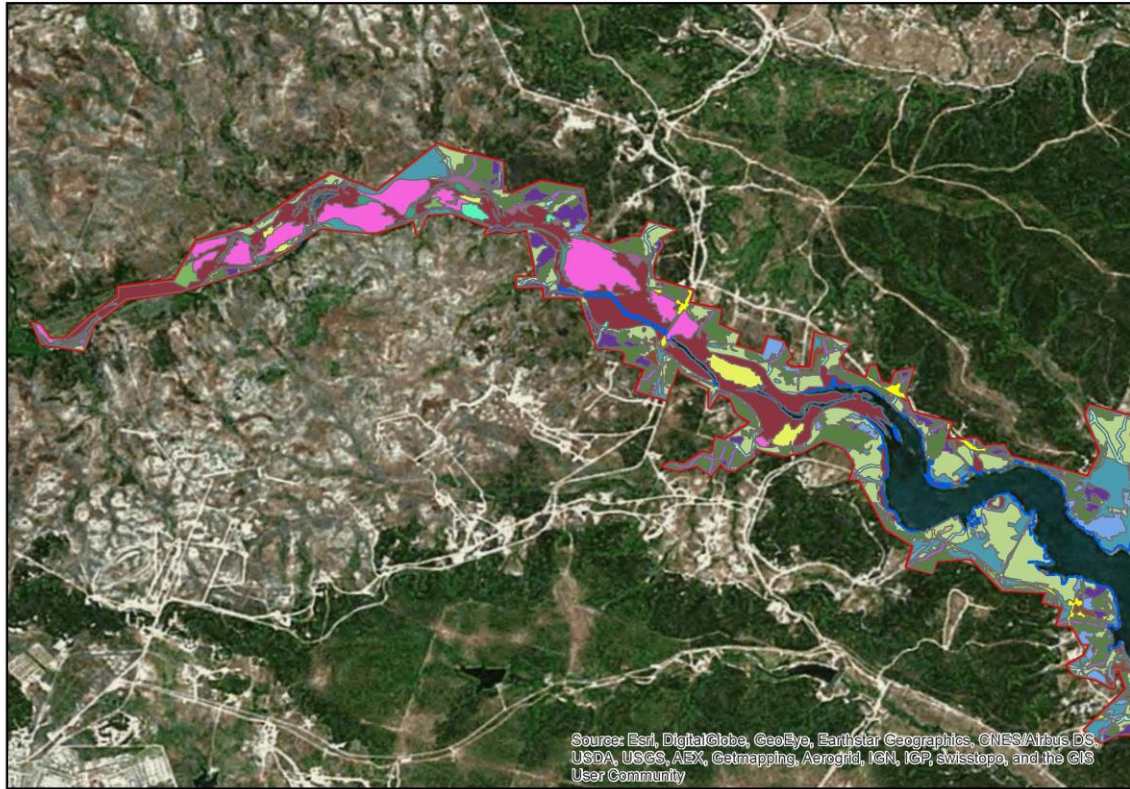 Source: Esri, DigitalGlobe, GeoEye, Earthstar Geographics, CNES/Airbus DS,
USDA, USGS, AEX, Getmapping, Aerogrid, IGN, IGP, swisstopo, and the GIS
User Community